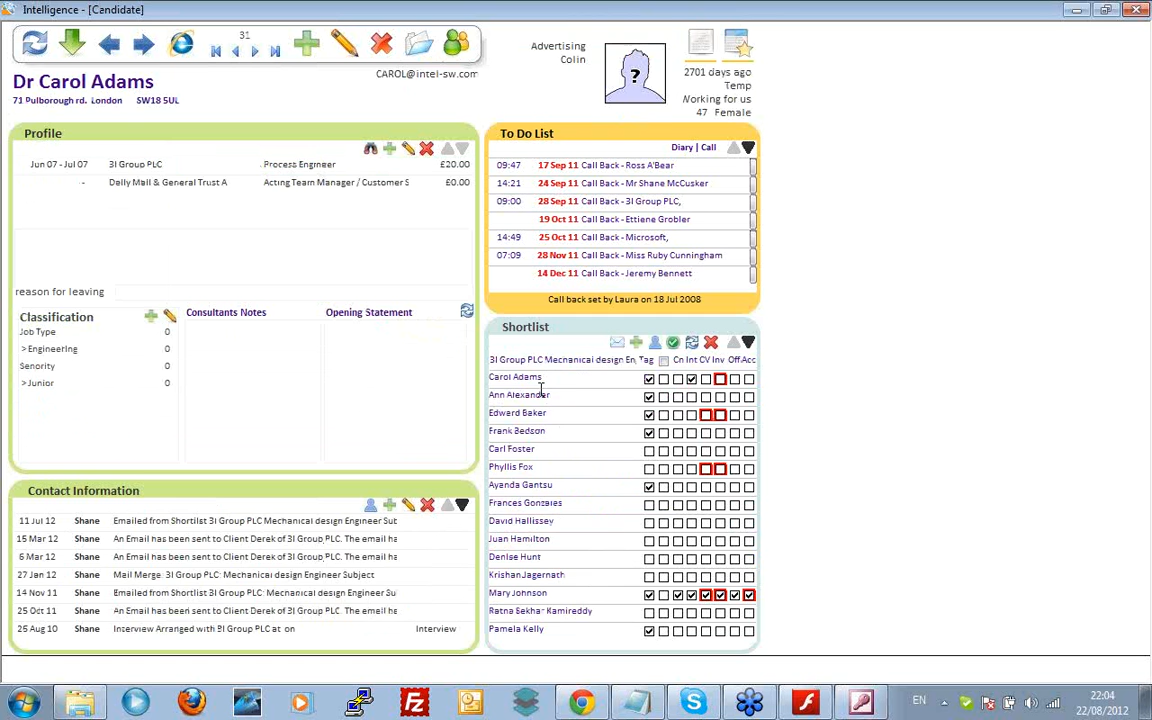 Intelligence - [Candidate]
31
CAROL@intel-sw.com
Advertising
Colin
?
2701 days ago
Temp
Working for us
47 Female
Dr Carol Adams
71 Pulborough rd. London SW18 5UL
Profile
Jun 07 - Jul 07 3I Group PLC . Process Engineer £20.00
- Delly Mail & General Trust A Acting Team Manager / Customer S £0.00
reason for leaving
Classification
Job Type 0
>Engineering 0
Senority 0
>Junior 0
Consultants Notes
Opening Statement
Contact Information
11 Jul 12 Shane Emailed from Shortlist 3I Group PLC Mechanical design Engineer Sub
15 Mar 12 Shane An Email has been sent to Client Derek of 3I Group PLC. The email ha
6 Mar 12 Shane An Email has been sent to Client Derek of 3I Group PLC. The email ha
27 Jan 12 Shane Mail Merge: 3I Group PLC: Mechanical design Engineer Subject
14 Nov 11 Shane Emailed from Shortlist 3I Group PLC: Mechanical design Engineer Su
25 Oct 11 Shane An Email has been sent to Client Derek of 3I Group PLC. The email ha
25 Aug 10 Shane Interview Arranged with 3I Group PLC at on Interview
To Do List
Diary | Call
09:47 17 Sep 11 Call Back - Ross A'Bear
14:21 24 Sep 11 Call Back - Mr Shane McCusker
09:00 28 Sep 11 Call Back - 3I Group PLC,
19 Oct 11 Call Back - Ettiene Grobler
14:49 25 Oct 11 Call Back - Microsoft,
07:09 28 Nov 11 Call Back - Miss Ruby Cunningham
14 Dec 11 Call Back - Jeremy Bennett
Call back set by Laura on 18 Jul 2008
Shortlist
3I Group PLC Mechanical design En, Tag Cn Int CV Inv Off Acc
Carol Adams
Ann Alexander
Edward Baker
Frank Bedson
Carl Foster
Phyllis Fox
Ayanda Gantsu
Frances Gonzales
David Hallissey
Juan Hamilton
Denise Hunt
Krishan Jagernath
Mary Johnson
Ratna Sekhar Kamireddy
Pamela Kelly
EN
22:04
22/08/2012